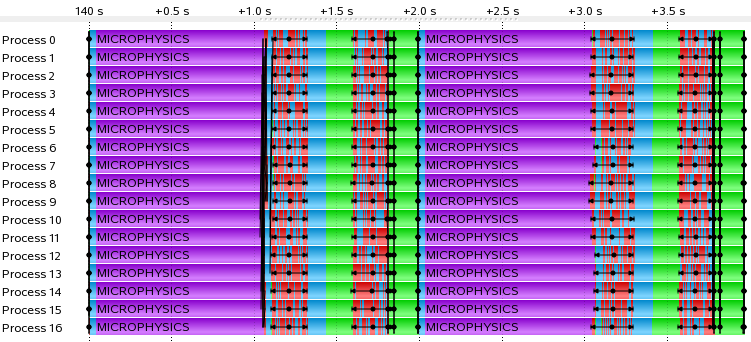 140 s +0.5 s +1.0 s +1.5 s +2.0 s +2.5 s +3.0 s +3.5 s
Process 0 MICROPHYSICS MICROPHYSICS
Process 1 MICROPHYSICS MICROPHYSICS
Process 2 MICROPHYSICS MICROPHYSICS
Process 3 MICROPHYSICS MICROPHYSICS
Process 4 MICROPHYSICS MICROPHYSICS
Process 5 MICROPHYSICS MICROPHYSICS
Process 6 MICROPHYSICS MICROPHYSICS
Process 7 MICROPHYSICS MICROPHYSICS
Process 8 MICROPHYSICS MICROPHYSICS
Process 9 MICROPHYSICS MICROPHYSICS
Process 10 MICROPHYSICS MICROPHYSICS
Process 11 MICROPHYSICS MICROPHYSICS
Process 12 MICROPHYSICS MICROPHYSICS
Process 13 MICROPHYSICS MICROPHYSICS
Process 14 MICROPHYSICS MICROPHYSICS
Process 15 MICROPHYSICS MICROPHYSICS
Process 16 MICROPHYSICS MICROPHYSICS